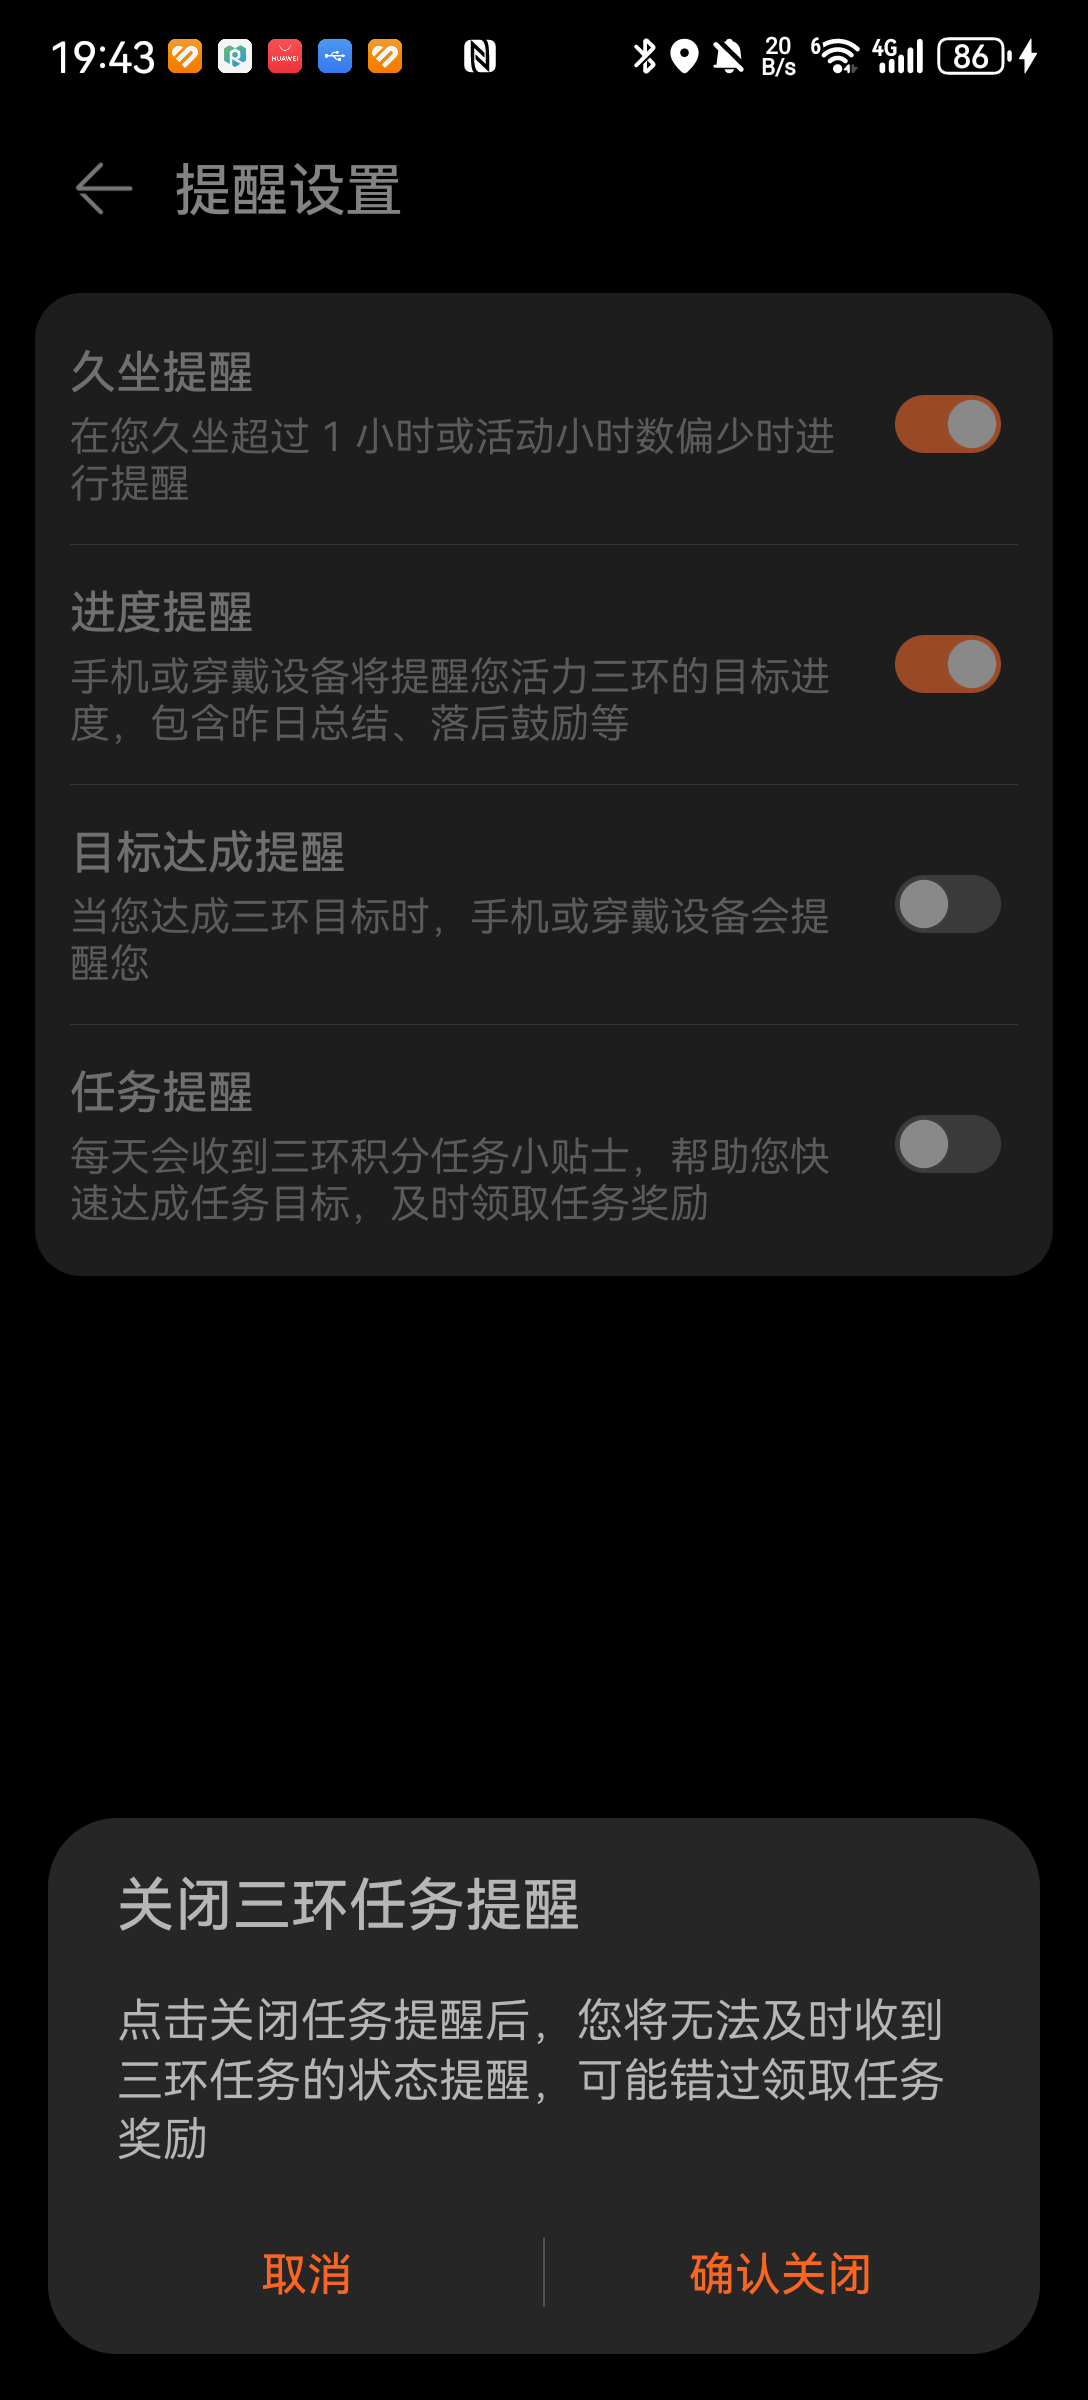 19:43
HUAWEI
20 B/s
6
4G
86
提醒设置
久坐提醒
在您久坐超过 1 小时或活动小时数偏少时进
行提醒
进度提醒
手机或穿戴设备将提醒您活力三环的目标进
度，包含昨日总结、落后鼓励等
目标达成提醒
当您达成三环目标时，手机或穿戴设备会提
醒您
任务提醒
每天会收到三环积分任务小贴士，帮助您快
速达成任务目标，及时领取任务奖励
关闭三环任务提醒
点击关闭任务提醒后，您将无法及时收到
三环任务的状态提醒，可能错过领取任务
奖励
取消
确认关闭